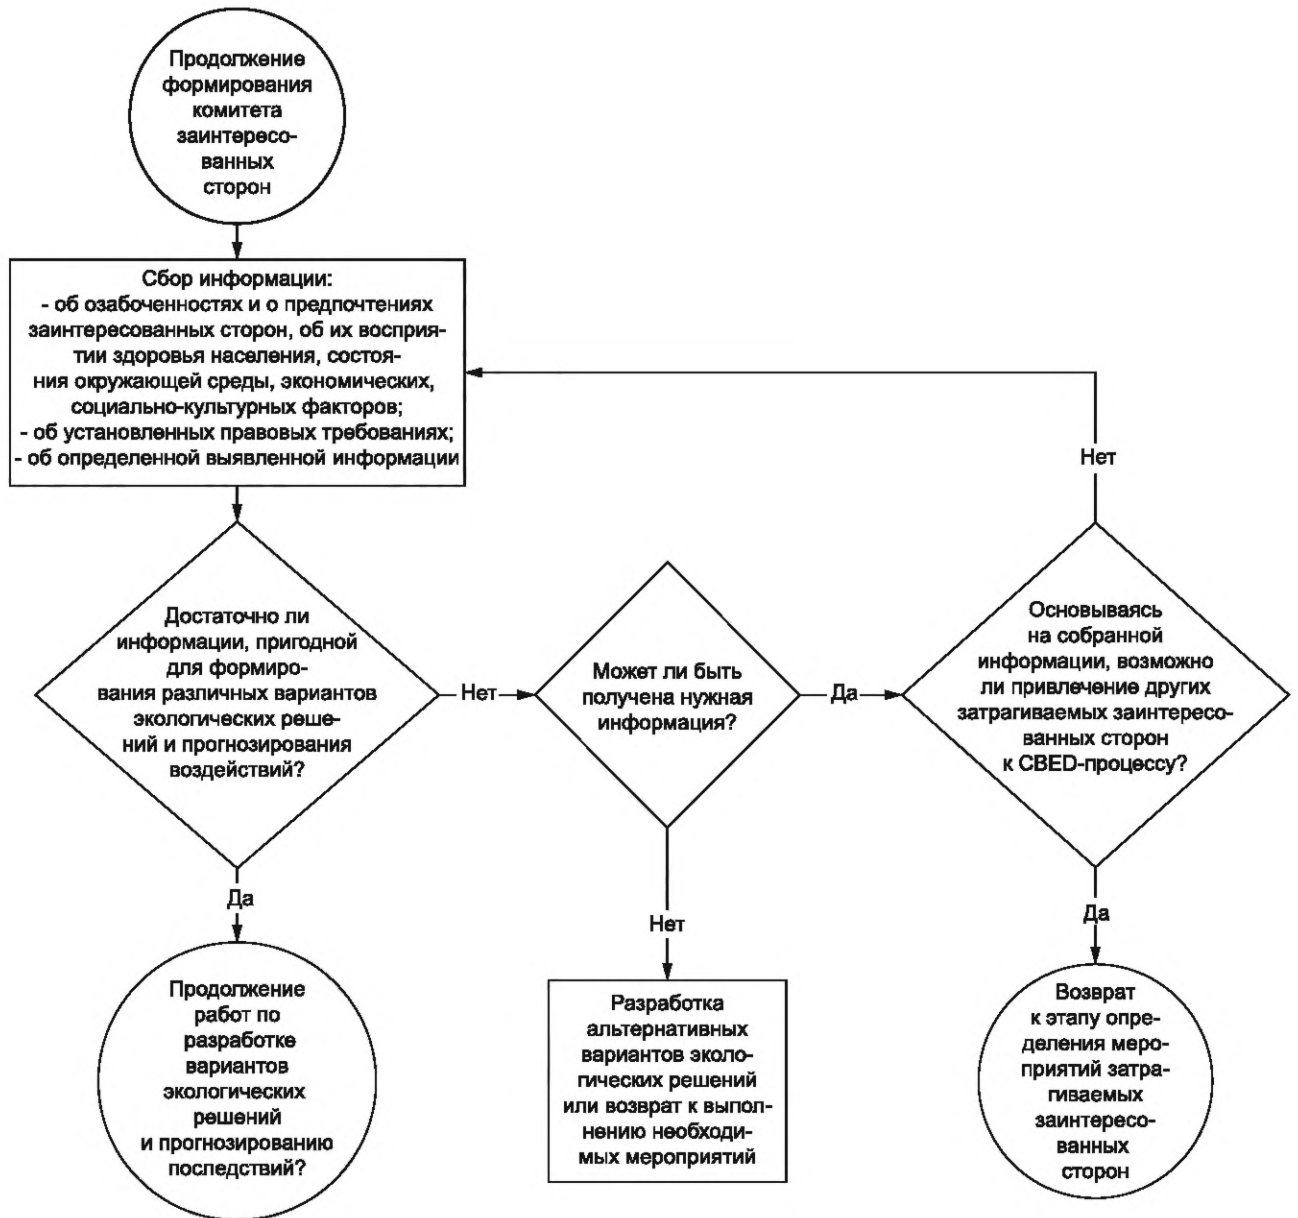 Продолжение
формирования
комитета
заинтересо-
ванных
сторон
Сбор информации:
- об озабоченностях и о предпочтениях
заинтересованных сторон, об их восприя-
тии здоровья населения, состоя-
ния окружающей среды, экономических,
социально-культурных факторов;
- об установленных правовых требованиях;
- об определенной выявленной информации
Нет
Достаточно ли
информации, пригодной
для формиро-
вания различных вариантов
экологических реше-
ний и прогнозирования
воздействий?
Нет
Может ли быть
получена нужная
информация?
Да
Основываясь
на собранной
информации, возможно
ли привлечение других
затрагиваемых заинтересо-
ванных сторон
к CBED-процессу?
Да
Нет
Да
Продолжение
работ по
разработке
вариантов
экологических
решений
и прогнозированию
последствий?
Разработка
альтернативных
вариантов эколо-
гических решений
или возврат к выпол-
нению необходи-
мых мероприятий
Возврат
к этапу опре-
деления меро-
приятий затра-
гиваемых
заинтересо-
ванных
сторон